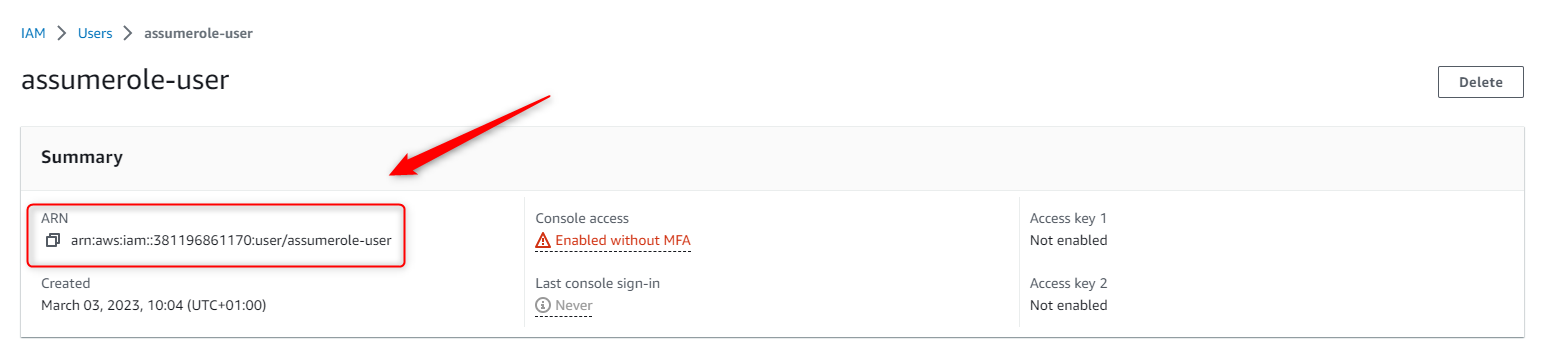 IAM > Users > assumerole-user
assumerole-user
Delete
Summary
ARN
arn:aws:iam::381196861170:user/assumerole-user
Console access
Enabled without MFA
Access key 1
Not enabled
Created
March 03, 2023, 10:04 (UTC+01:00)
Last console sign-in
Never
Access key 2
Not enabled